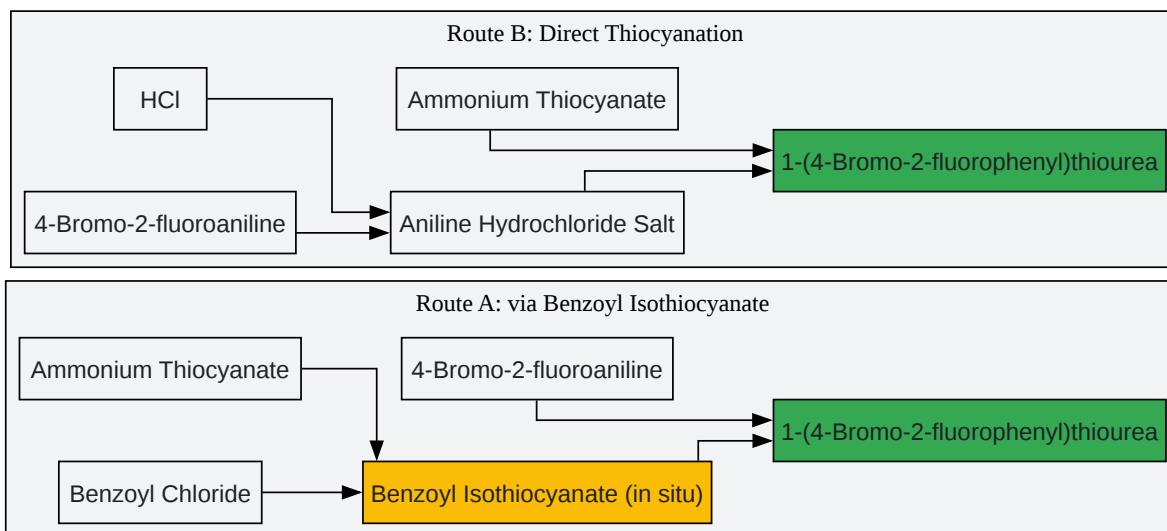 Route B: Direct Thiocyanation
HCl
Ammonium Thiocyanate
1-(4-Bromo-2-fluorophenyl)thiourea
4-Bromo-2-fluoroaniline
Aniline Hydrochloride Salt
Route A: via Benzoyl Isothiocyanate
Ammonium Thiocyanate
4-Bromo-2-fluoroaniline
1-(4-Bromo-2-fluorophenyl)thiourea
Benzoyl Chloride
Benzoyl Isothiocyanate (in situ)